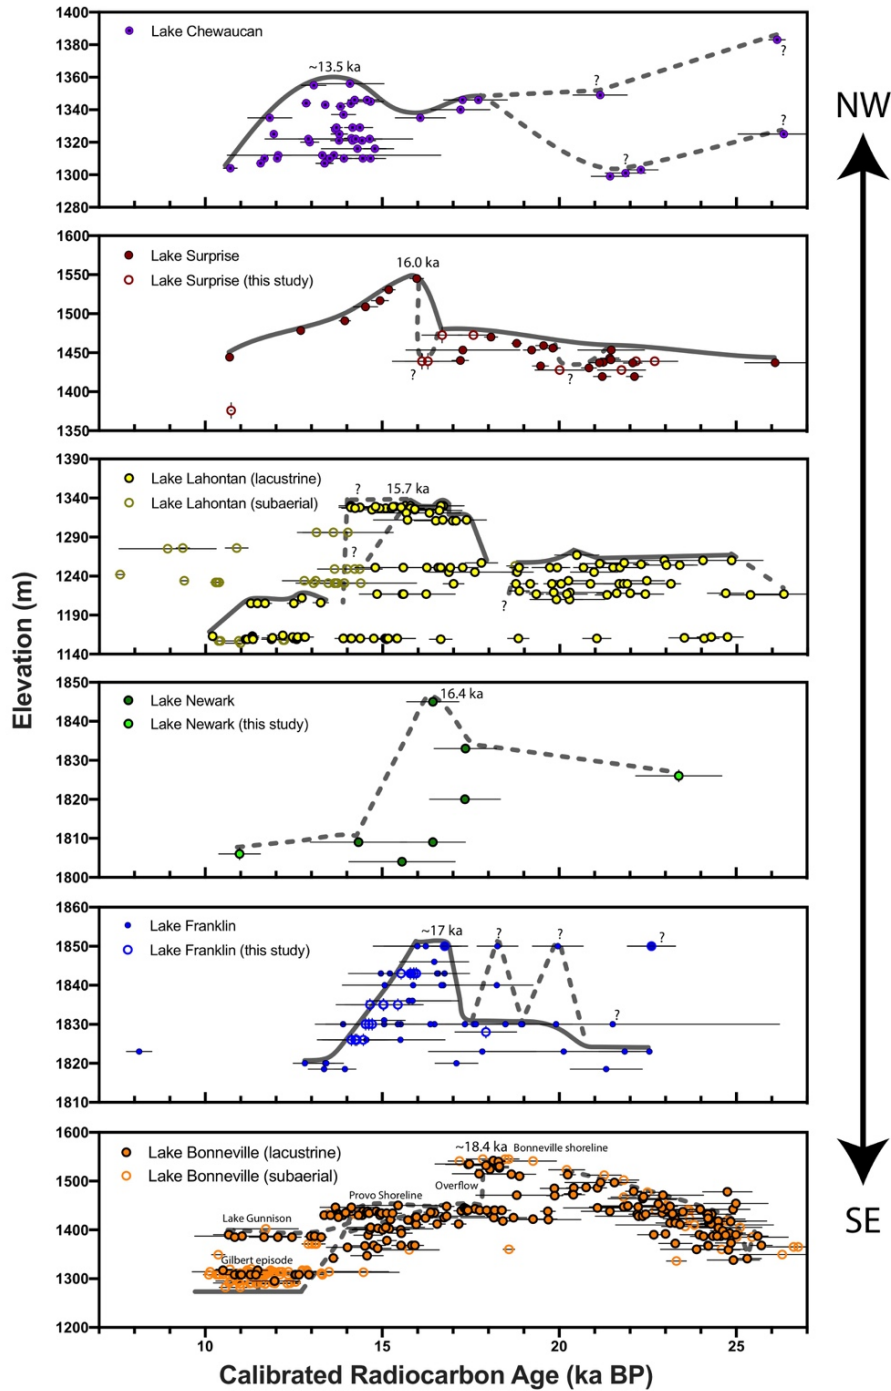 Lake Chewaucan
~13.5 ka
?
?
?
1400
1360
1320
1300
1280
NW
Lake Surprise
Lake Surprise (this study)
16.0 ka
?
?
1600
1550
1500
1450
1400
1350
Lake Lahontan (lacustrine)
Lake Lahontan (subaerial)
?
15.7 ka
?
?
1390
1340
1290
1240
1190
1140
Elevation (m)
Lake Newark
Lake Newark (this study)
16.4 ka
1850
1840
1830
1820
1810
1800
Lake Franklin
Lake Franklin (this study)
~17 ka
?
?
?
?
1860
1850
1840
1830
1820
1810
Lake Bonneville (lacustrine)
Lake Bonneville (subaerial)
~18.4 ka
Bonneville shoreline
Overflow
Provo Shoreline
Lake Gunnison
Gilbert episode
1600
1500
1400
1300
1200
SE
10
15
20
25
Calibrated Radiocarbon Age (ka BP)